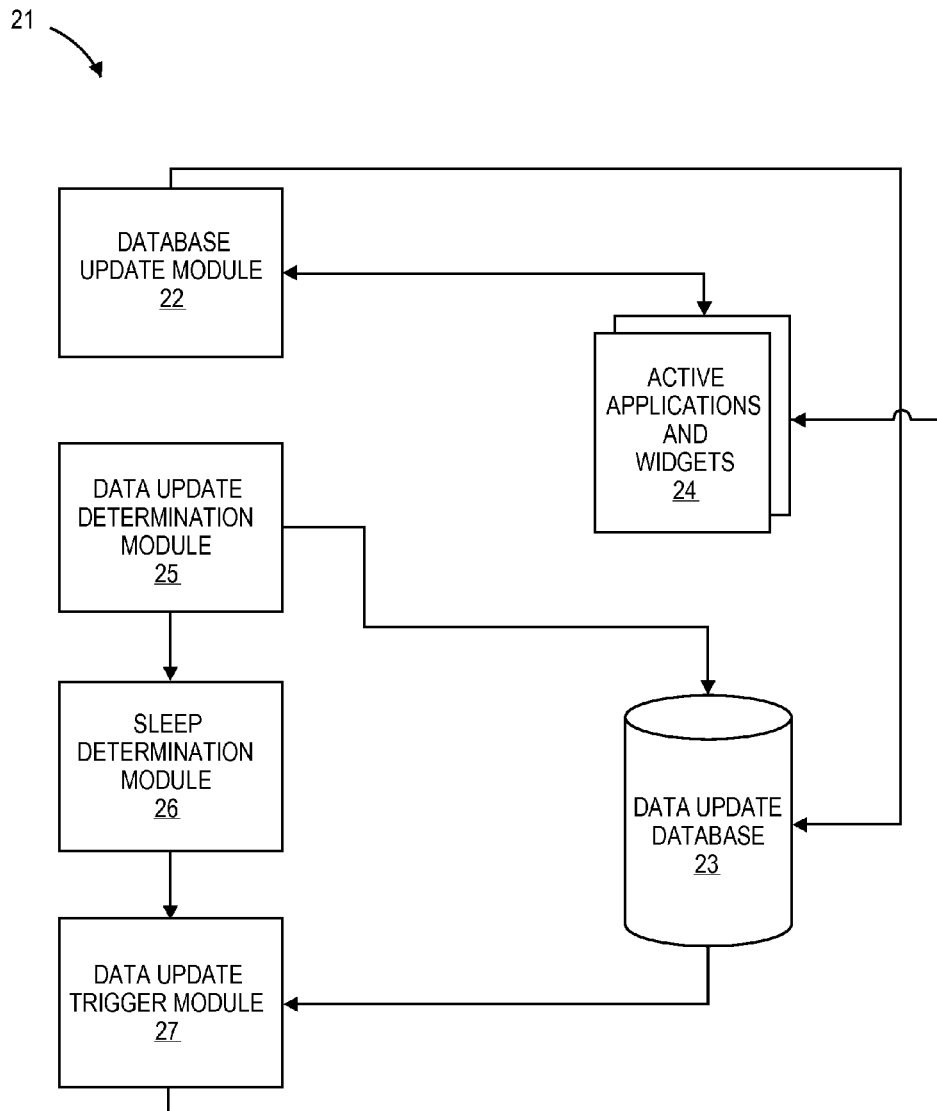 21
DATABASE
UPDATE MODULE
22
ACTIVE
APPLICATIONS
AND
WIDGETS
24
DATA UPDATE
DETERMINATION
MODULE
25
SLEEP
DETERMINATION
MODULE
26
DATA UPDATE
DATABASE
23
DATA UPDATE
TRIGGER MODULE
27